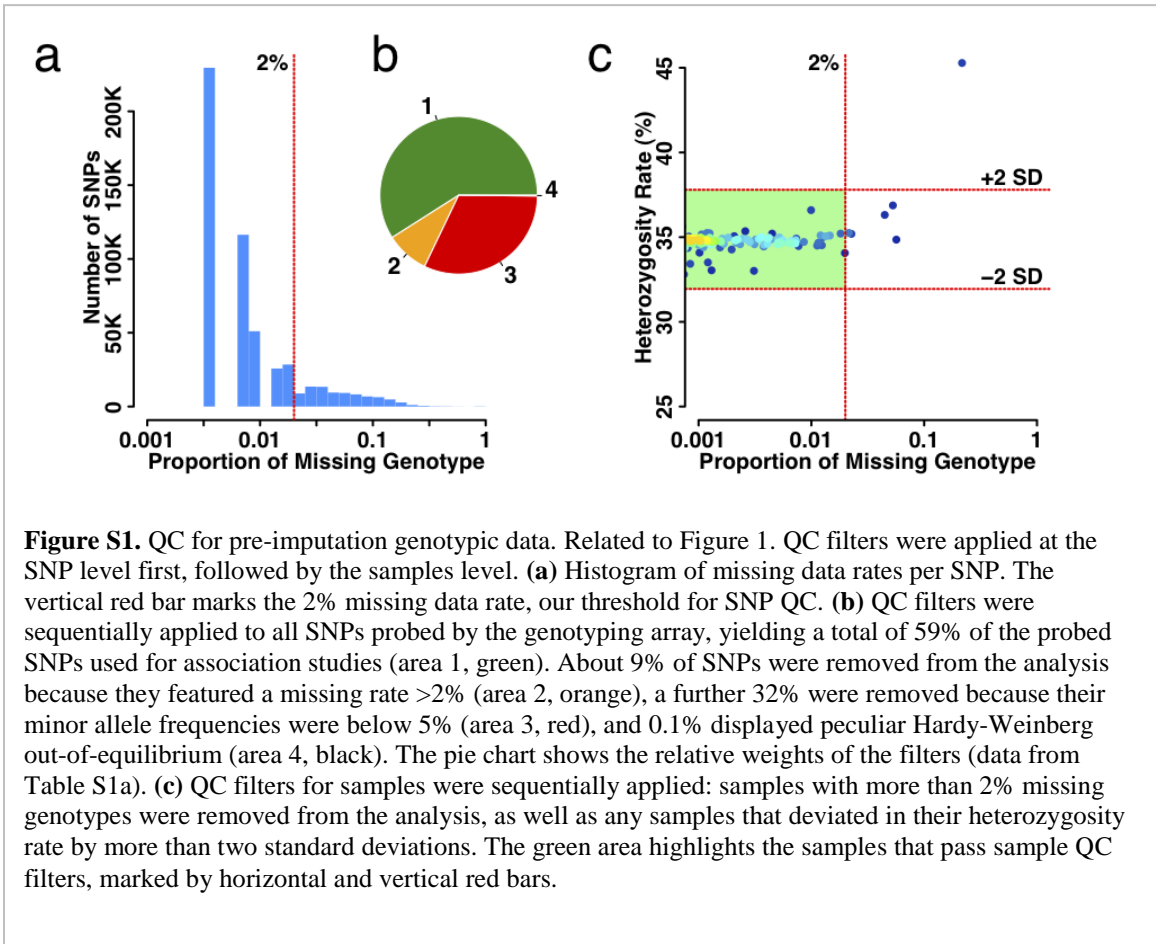 a
2%
200K
150K
100K
50K
0
Number of SNPs
0.001 0.01 0.1 1
Proportion of Missing Genotype
b
1
2
3
4
c
2%
45
40
35
30
25
Heterozygosity Rate (%)
+2 SD
−2 SD
0.001 0.01 0.1 1
Proportion of Missing Genotype
Figure S1. QC for pre-imputation genotypic data. Related to Figure 1. QC filters were applied at the
SNP level first, followed by the samples level. (a) Histogram of missing data rates per SNP. The
vertical red bar marks the 2% missing data rate, our threshold for SNP QC. (b) QC filters were
sequentially applied to all SNPs probed by the genotyping array, yielding a total of 59% of the probed
SNPs used for association studies (area 1, green). About 9% of SNPs were removed from the analysis
because they featured a missing rate >2% (area 2, orange), a further 32% were removed because their
minor allele frequencies were below 5% (area 3, red), and 0.1% displayed peculiar Hardy-Weinberg
out-of-equilibrium (area 4, black). The pie chart shows the relative weights of the filters (data from
Table S1a). (c) QC filters for samples were sequentially applied: samples with more than 2% missing
genotypes were removed from the analysis, as well as any samples that deviated in their heterozygosity
rate by more than two standard deviations. The green area highlights the samples that pass sample QC
filters, marked by horizontal and vertical red bars.